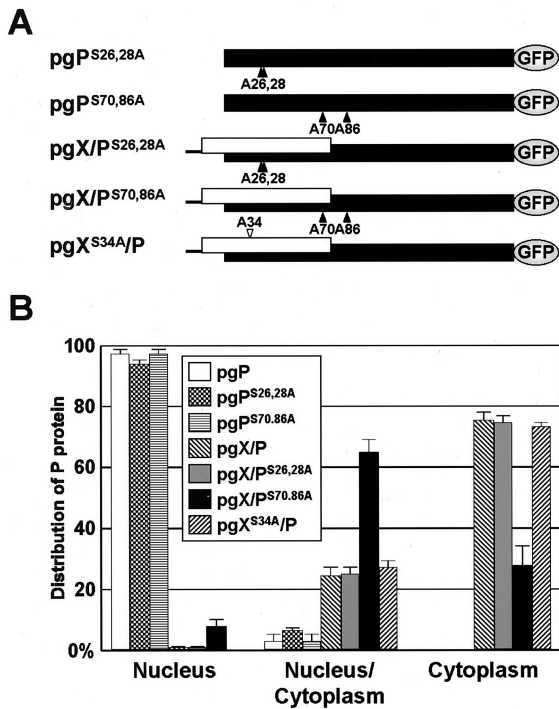 A
pgP^S26,28A GFP
A26,28
pgP^S70,86A GFP
A70A86
pgX/P^S26,28A GFP
A26,28
pgX/P^S70,86A GFP
A34 A70A86
pgX^S34A/P GFP
B
100
80
60
40
20
0%
Distribution of P protein
pgP
pgP^S26,28A
pgP^S70.86A
pgX/P
pgX/P^S26,28A
pgX/P^S70.86A
pgX^S34A/P
Nucleus
Nucleus/
Cytoplasm
Cytoplasm